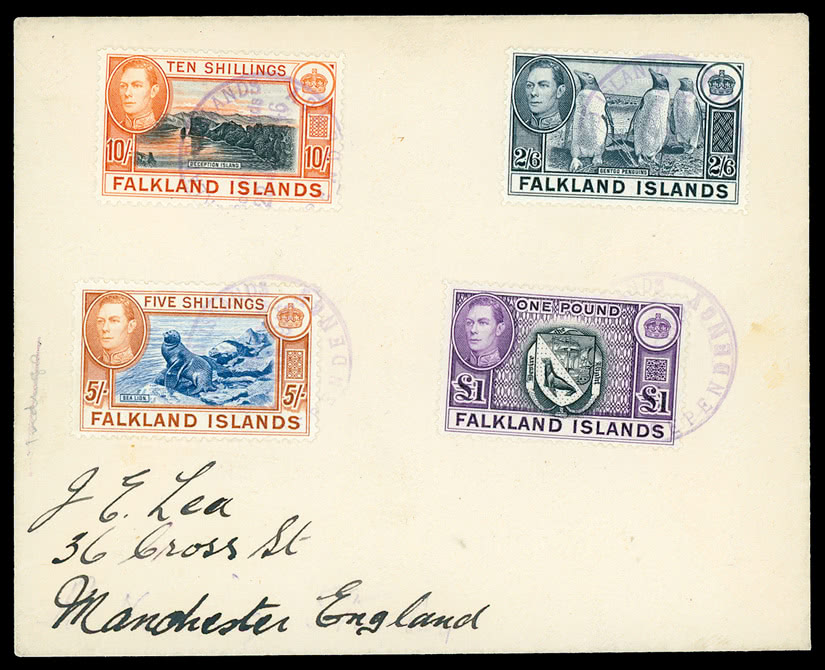 TEN SHILLINGS
10/- 10/-
DECEPTION ISLAND
FALKLAND ISLANDS
2/6 2/6
GENTOO PENGUINS
FALKLAND ISLANDS
FIVE SHILLINGS
5/- 5/-
SEA LION
FALKLAND ISLANDS
ONE POUND
£1 £1
FALKLAND ISLANDS
J E. Lea
36 Cross St
Manchester England